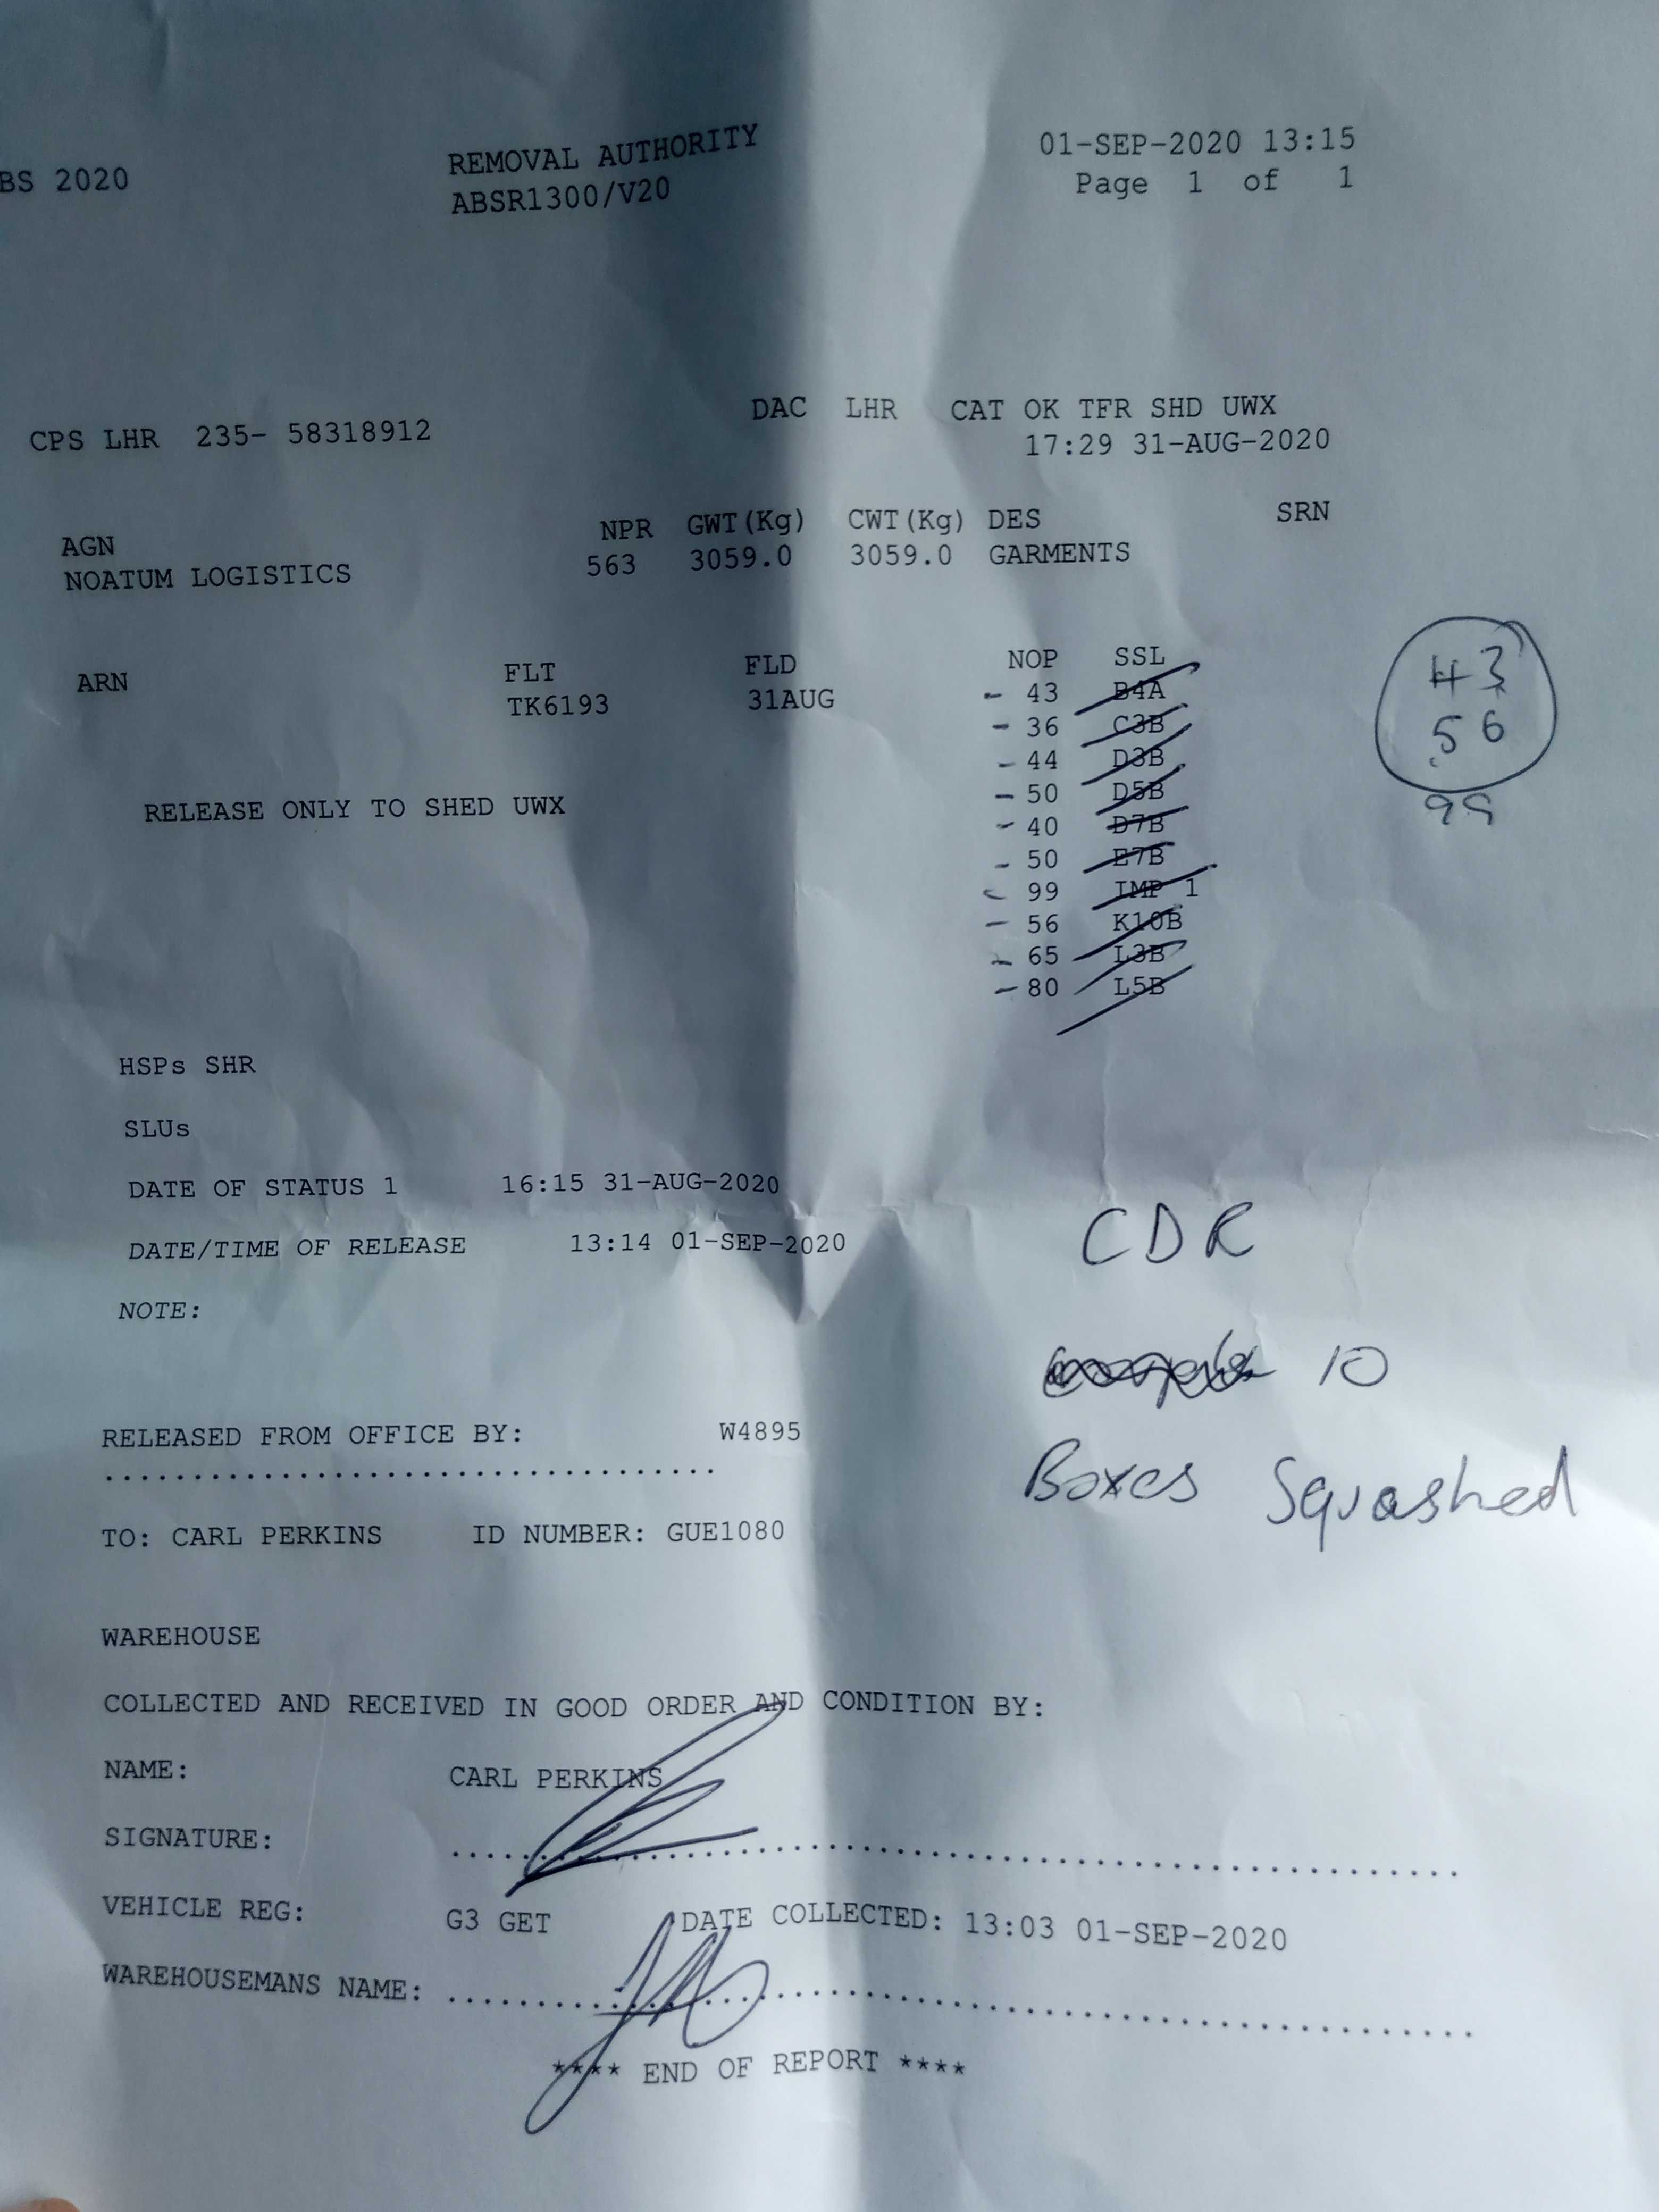 BS 2020 REMOVAL AUTHORITY 01-SEP-2020 13:15
ABSR1300/V20 Page 1 of 1
CPS LHR 235- 58318912 DAC LHR CAT OK TFR SHD UWX
17:29 31-AUG-2020
AGN NPR GWT(Kg) CWT(Kg) DES SRN
NOATUM LOGISTICS 563 3059.0 3059.0 GARMENTS
ARN FLT FLD NOP SSL
TK6193 31AUG - 43 B4A
- 36 C3B
- 44 D3B
- 50 D5B
- 40 D7B
- 50 E7B
- 99 IMP 1
- 56 K10B
- 65 L3B
- 80 L5B
43
56
99
RELEASE ONLY TO SHED UWX
HSPs SHR
SLUs
DATE OF STATUS 1 16:15 31-AUG-2020
DATE/TIME OF RELEASE 13:14 01-SEP-2020
NOTE:
CDR
10
Boxes Squashed
RELEASED FROM OFFICE BY: W4895
TO: CARL PERKINS ID NUMBER: GUE1080
WAREHOUSE
COLLECTED AND RECEIVED IN GOOD ORDER AND CONDITION BY:
NAME: CARL PERKINS
SIGNATURE:
VEHICLE REG: G3 GET DATE COLLECTED: 13:03 01-SEP-2020
WAREHOUSEMANS NAME:
**** END OF REPORT ****